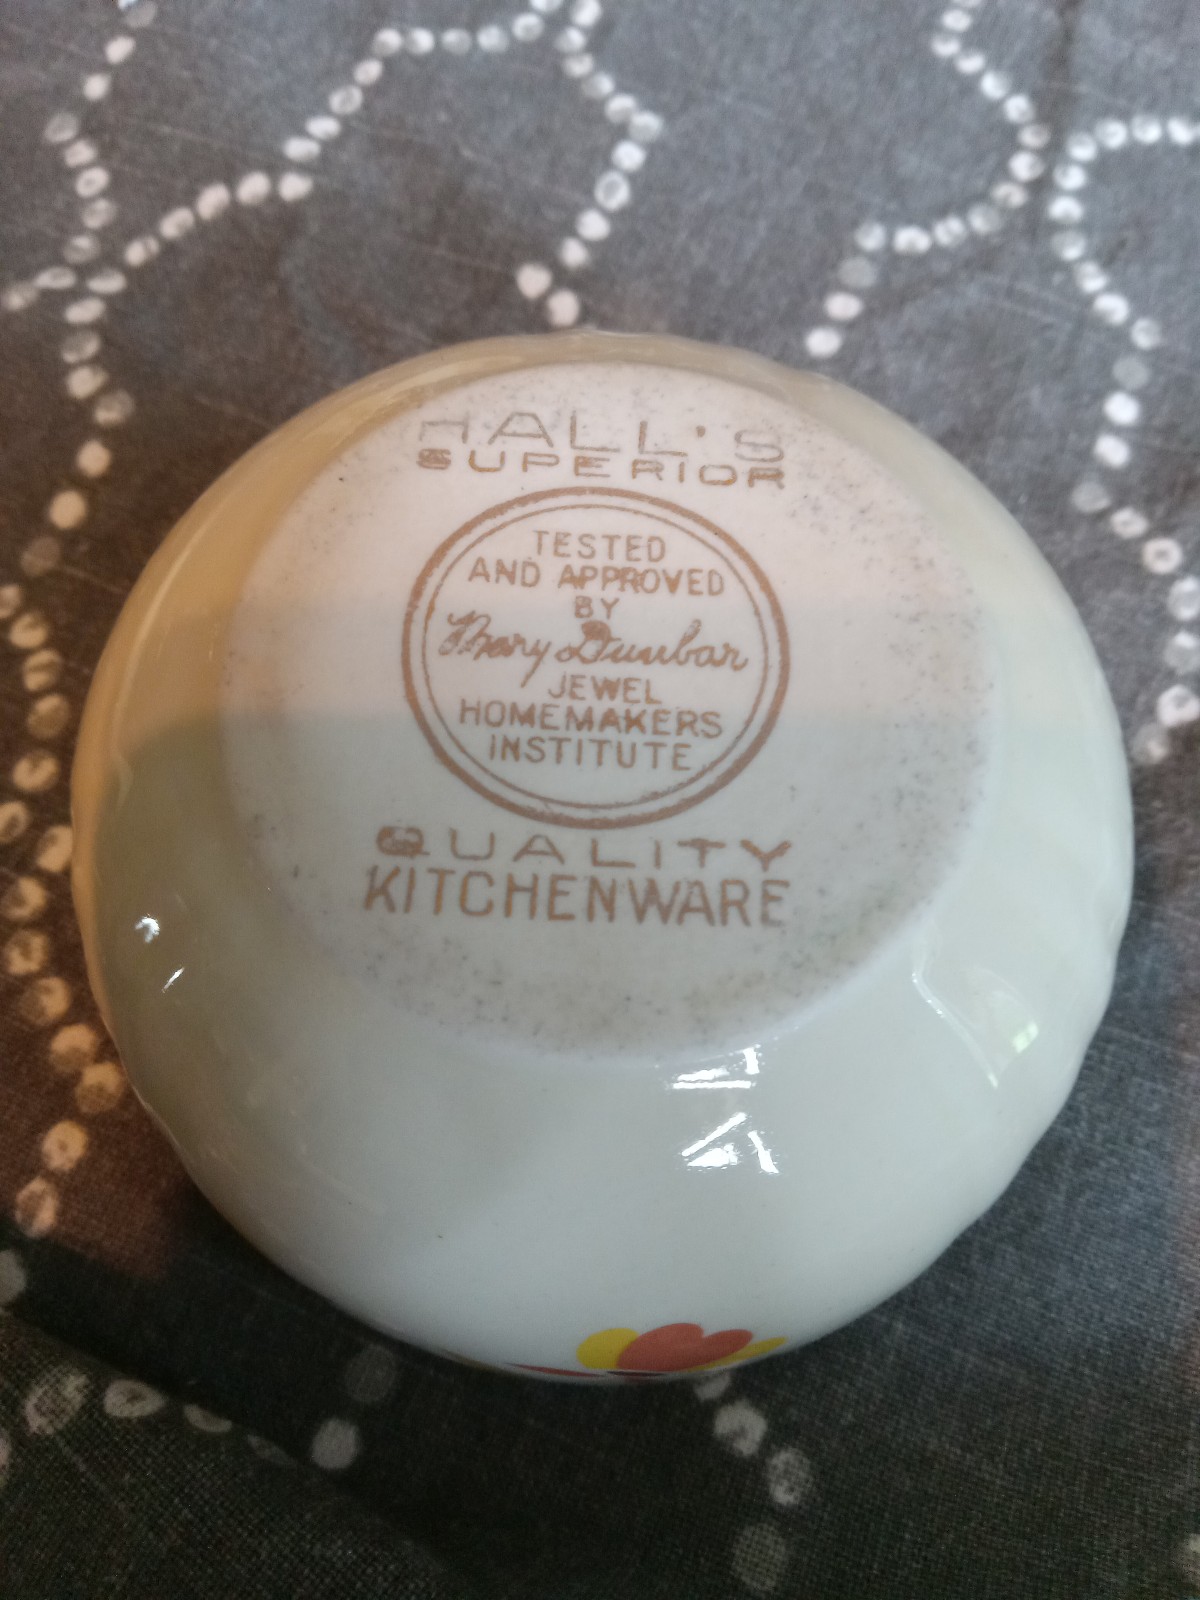 HALL'S
SUPERIOR
TESTED
AND APPROVED
BY
Mary Dunbar
JEWEL
HOMEMAKERS
INSTITUTE
QUALITY
KITCHENWARE